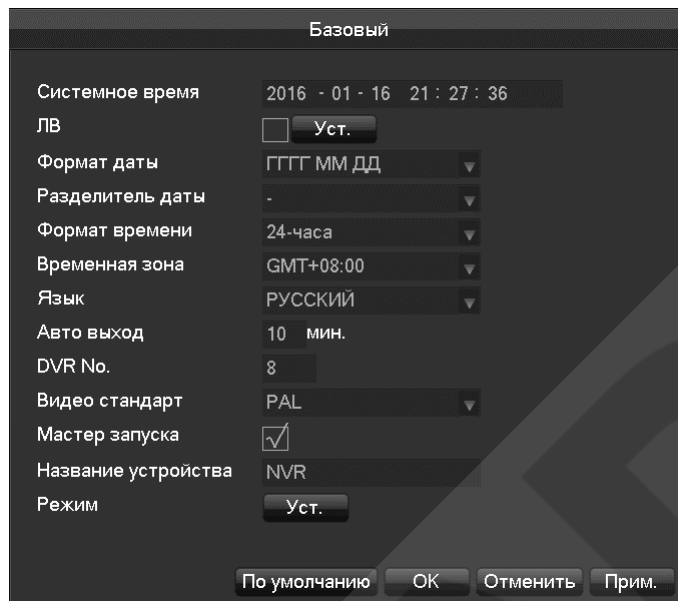 Базовый
Системное время 2016 - 01 - 16 21 : 27 : 36
ЛВ Уст.
Формат даты ГГГГ ММ ДД
Разделитель даты -
Формат времени 24-часа
Временная зона GMT+08:00
Язык РУССКИЙ
Авто выход 10 мин.
DVR No. 8
Видео стандарт PAL
Мастер запуска
Название устройства NVR
Режим Уст.
По умолчанию OK Отменить Прим.